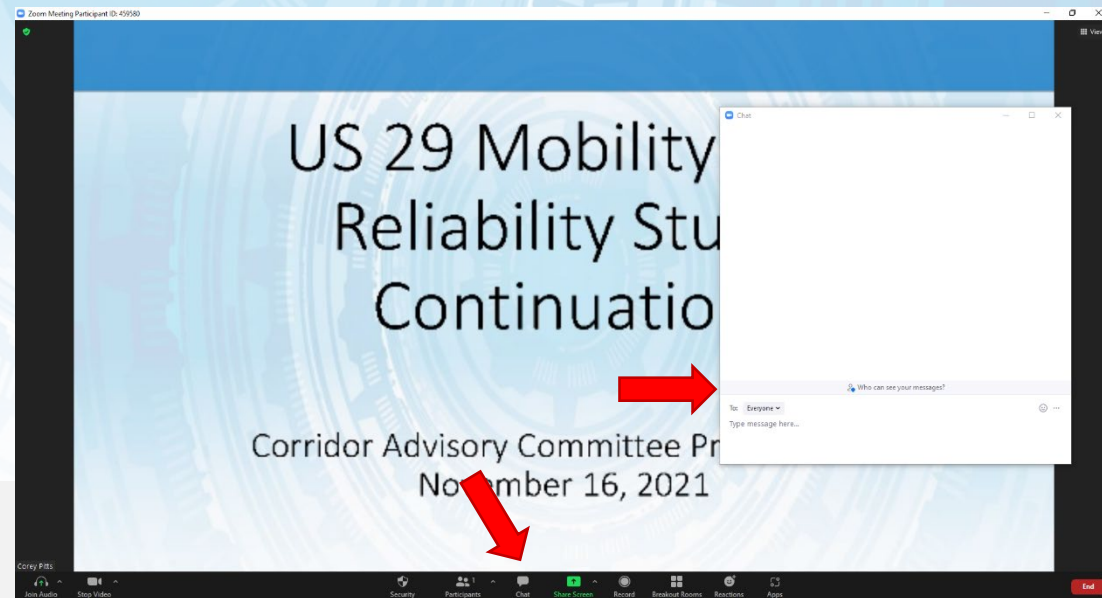 Zoom Meeting Participant ID: 459580
View
US 29 Mobility
Reliability Stu
Continuatio
Corridor Advisory Committee Pr
November 16, 2021
Chat
Who can see your messages?
To: Everyone
Type message here...
Corey Pitts
Join Audio Stop Video Security Participants 1 Chat Share Screen Record Breakout Rooms Reactions Apps End